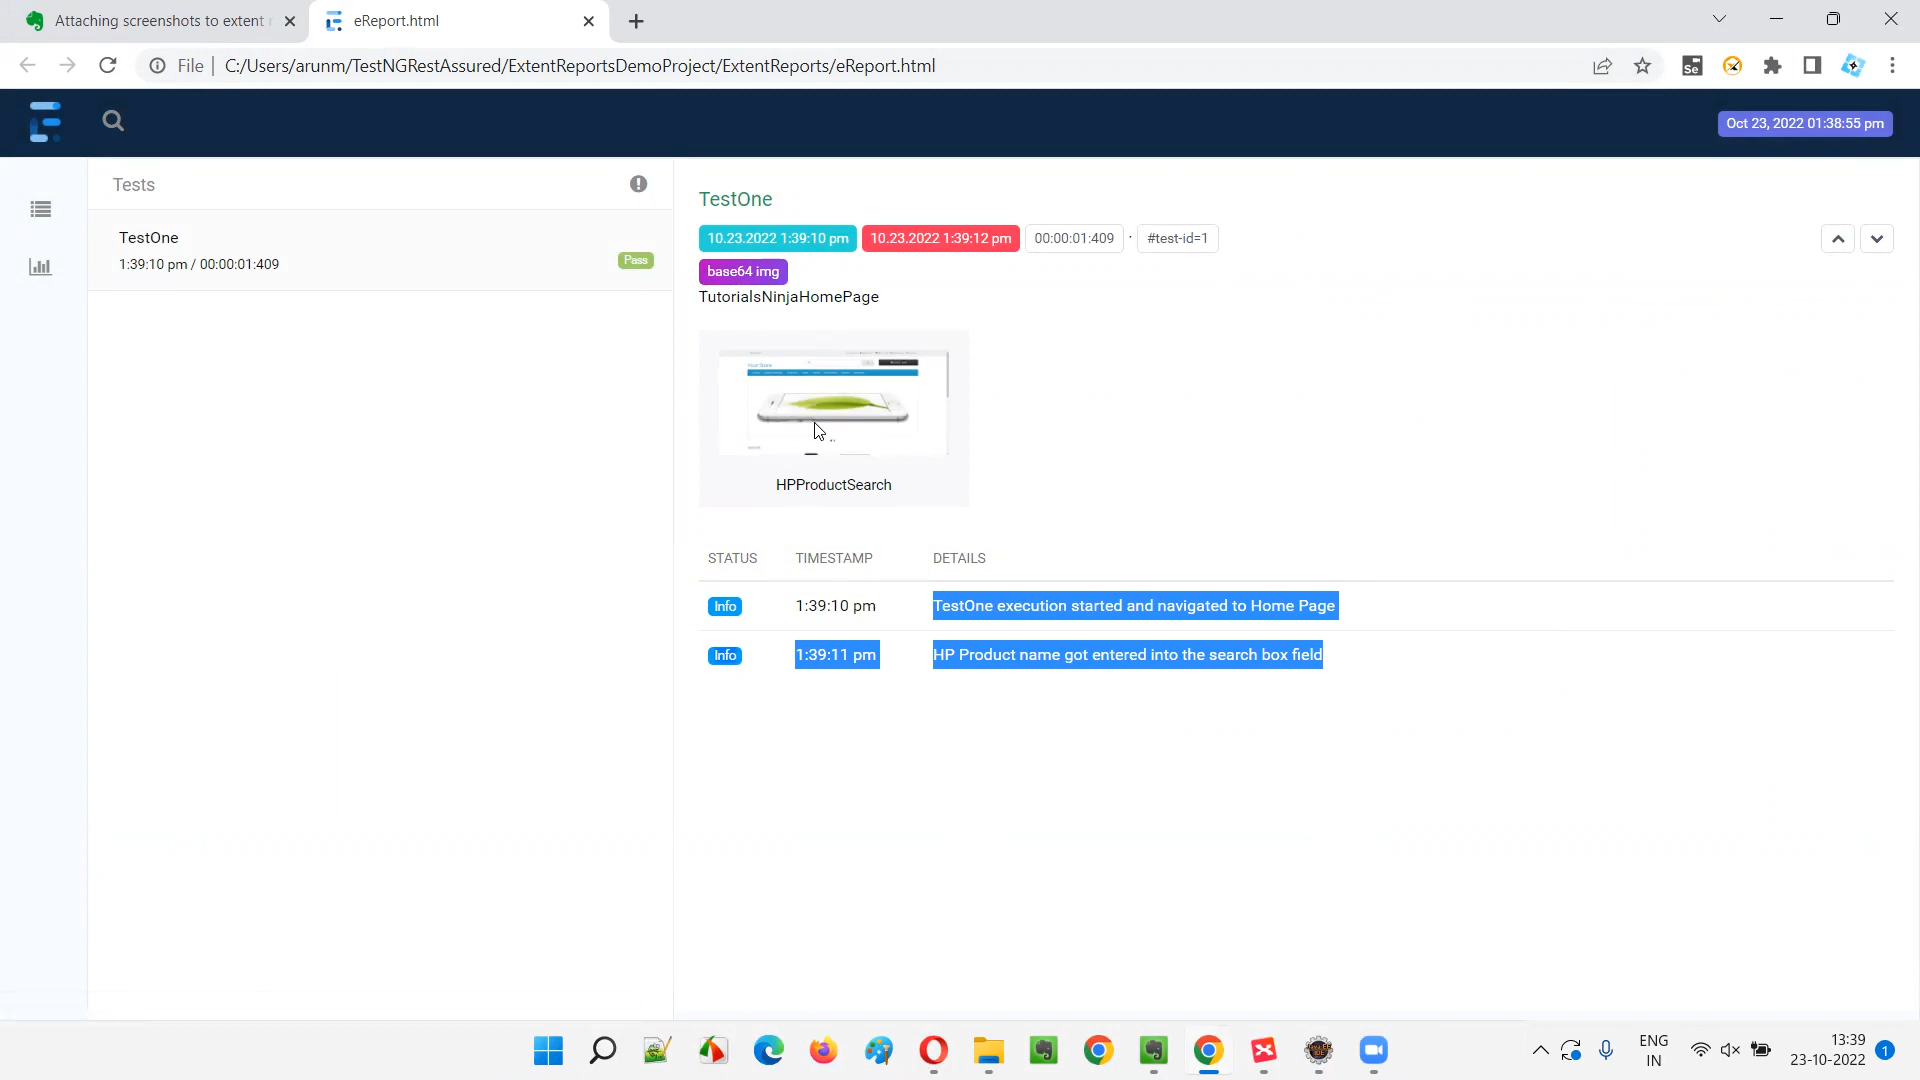 Attaching screenshots to extent r
eReport.html
File | C:/Users/arunm/TestNGRestAssured/ExtentReportsDemoProject/ExtentReports/eReport.html
Se
Oct 23, 2022 01:38:55 pm
Tests
TestOne
1:39:10 pm / 00:00:01:409
Pass
TestOne
10.23.2022 1:39:10 pm 10.23.2022 1:39:12 pm 00:00:01:409 · #test-id=1
base64 img
TutorialsNinjaHomePage
Your Store
HPProductSearch
STATUS TIMESTAMP DETAILS
Info 1:39:10 pm TestOne execution started and navigated to Home Page
Info 1:39:11 pm HP Product name got entered into the search box field
ENG
IN
13:39
23-10-2022
1